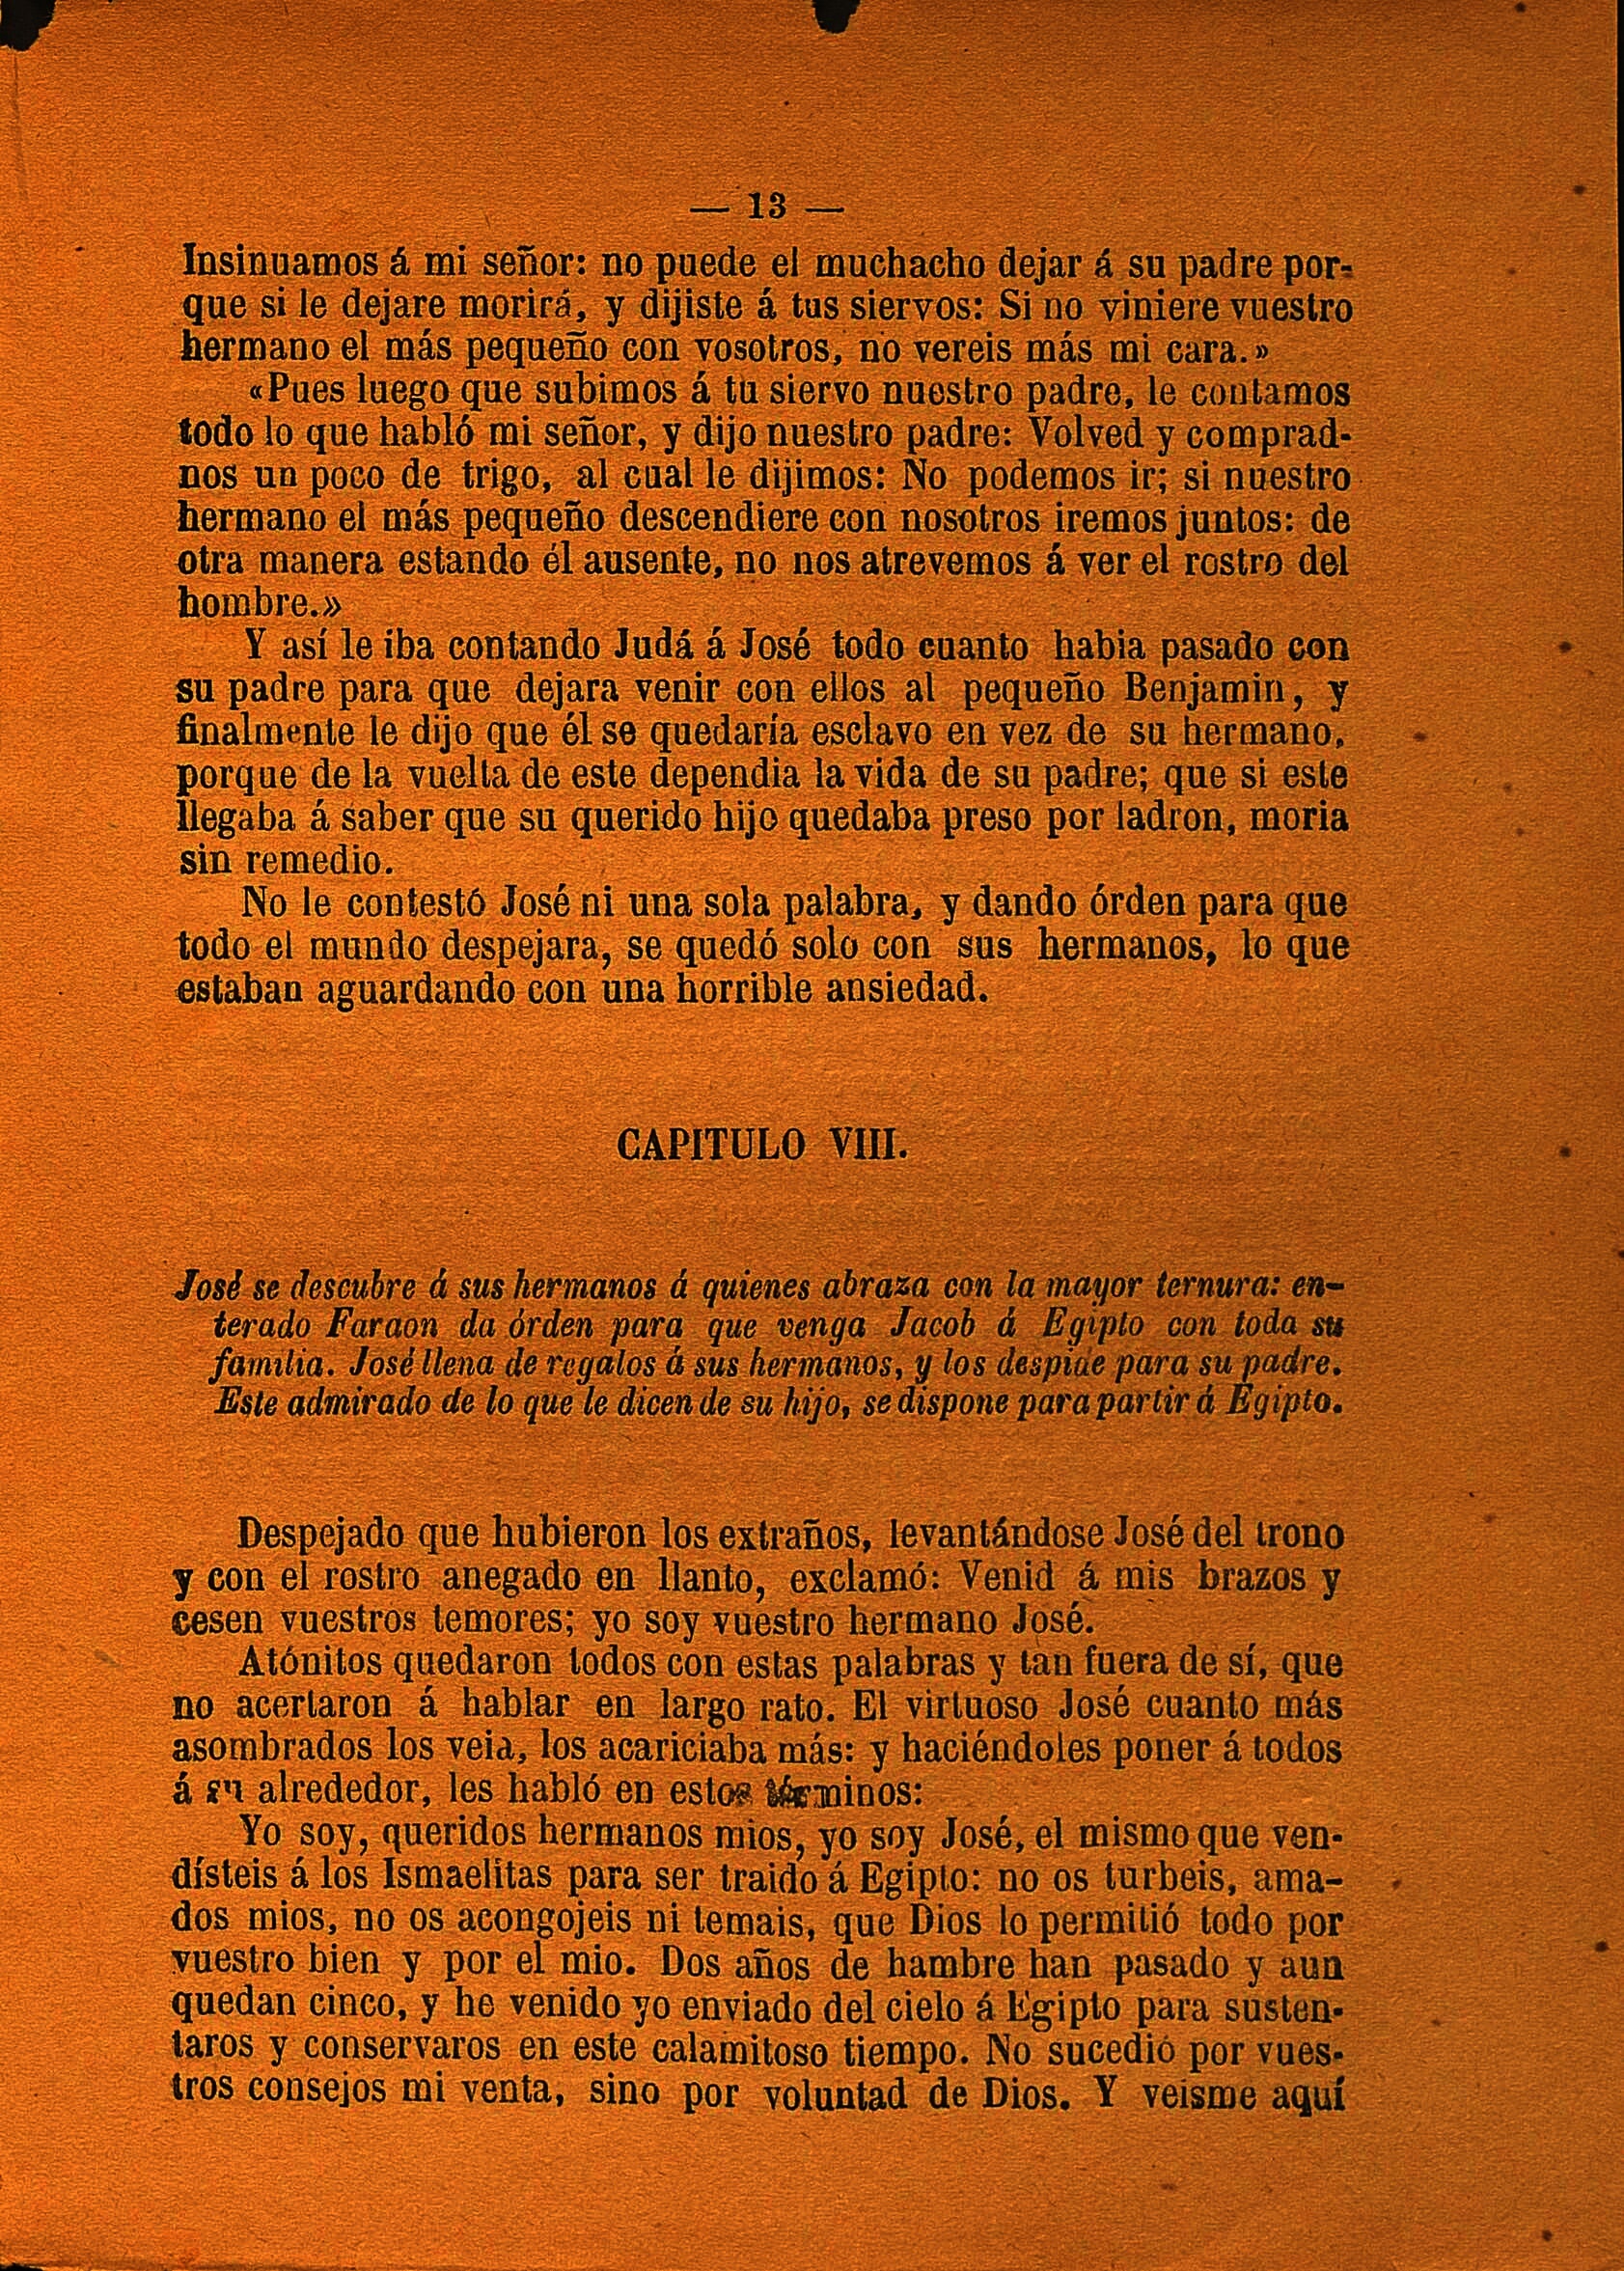 — 13 —
Insinuamos á mi señor: no puede el muchacho dejar á su padre por-
que si le dejare morirá, y dijiste á tus siervos: Si no viniere vuestro
hermano el más pequeño con vosotros, no vereis más mi cara.»
«Pues luego que subimos á tu siervo nuestro padre, le contamos
todo lo que habló mi señor, y dijo nuestro padre: Volved y comprad-
nos un poco de trigo, al cual le dijimos: No podemos ir; si nuestro
hermano el más pequeño descendiere con nosotros iremos juntos: de
otra manera estando él ausente, no nos atrevemos á ver el rostro del
hombre.»
Y así le iba contando Judá á José todo cuanto habia pasado con
su padre para que dejara venir con ellos al pequeño Benjamin, y
finalmente le dijo que él se quedaría esclavo en vez de su hermano,
porque de la vuelta de este dependia la vida de su padre; que si este
llegaba á saber que su querido hijo quedaba preso por ladron, moria
sin remedio.
No le contestó José ni una sola palabra, y dando órden para que
todo el mundo despejara, se quedó solo con sus hermanos, lo que
estaban aguardando con una horrible ansiedad.
CAPITULO VIII.
José se descubre á sus hermanos á quienes abraza con la mayor ternura: en-
terado Faraon da órden para que venga Jacob á Egipto con toda su
familia. José llena de regalos á sus hermanos, y los despide para su padre.
Este admirado de lo que le dicen de su hijo, se dispone para partir á Egipto.
Despejado que hubieron los extraños, levantándose José del trono
y con el rostro anegado en llanto, exclamó: Venid á mis brazos y
cesen vuestros temores; yo soy vuestro hermano José.
Atónitos quedaron todos con estas palabras y tan fuera de sí, que
no acertaron á hablar en largo rato. El virtuoso José cuanto más
asombrados los veia, los acariciaba más: y haciéndoles poner á todos
á su alrededor, les habló en estos términos:
Yo soy, queridos hermanos mios, yo soy José, el mismo que ven-
dísteis á los Ismaelitas para ser traido á Egipto: no os turbeis, ama-
dos mios, no os acongojeis ni temais, que Dios lo permitió todo por
vuestro bien y por el mio. Dos años de hambre han pasado y aun
quedan cinco, y he venido yo enviado del cielo á Egipto para susten-
taros y conservaros en este calamitoso tiempo. No sucedió por vues-
tros consejos mi venta, sino por voluntad de Dios. Y veisme aquí